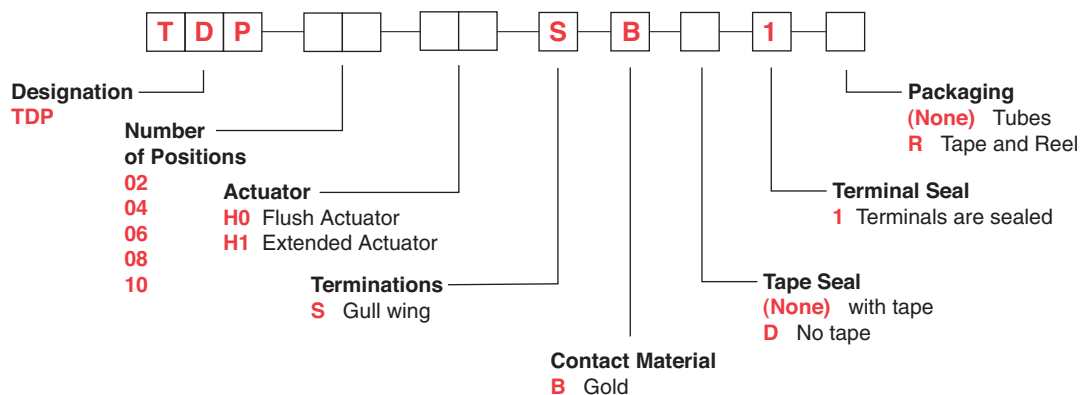 T D P S B 1
Designation
TDP
Number
of Positions
02
04
06
08
10
Actuator
H0 Flush Actuator
H1 Extended Actuator
Terminations
S Gull wing
Contact Material
B Gold
Tape Seal
(None) with tape
D No tape
Terminal Seal
1 Terminals are sealed
Packaging
(None) Tubes
R Tape and Reel